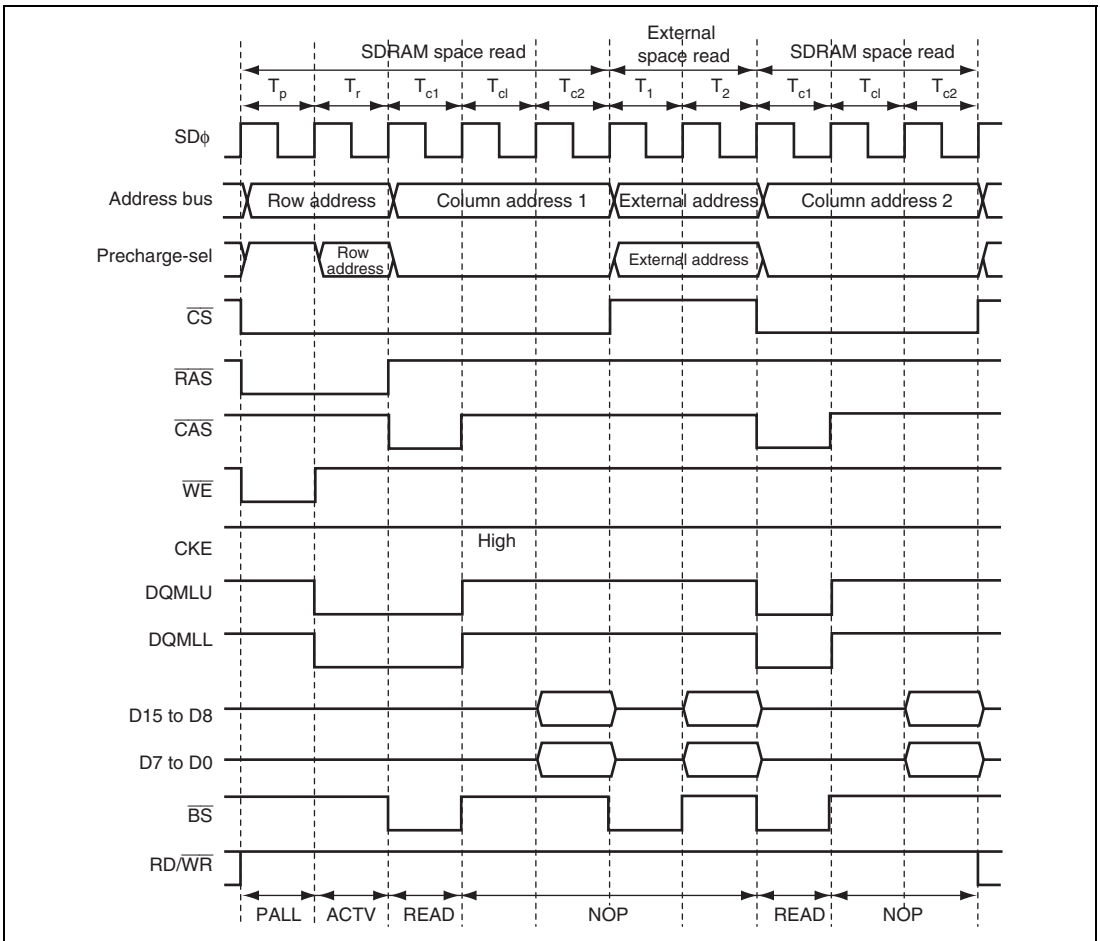 External
SDRAM space read space read SDRAM space read
Tp Tr Tc1 Tcl Tc2 T1 T2 Tc1 Tcl Tc2
SDϕ
Address bus Row address Column address 1 External address Column address 2
Precharge-sel Row address External address
CS
RAS
CAS
WE
CKE High
DQMLU
DQMLL
D15 to D8
D7 to D0
BS
RD/WR
PALL ACTV READ NOP READ NOP